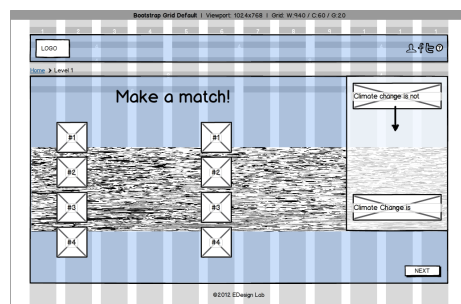 Bootstrap Grid Default | Viewport: 1024x768 | Grid: W:940 / C:60 / G:20
LOGO
Home > Level 1
Make a match!
Climate change is not
#1 #1
#2 #2
#3 #3
Climate Change is
#4 #4
NEXT
©2012 EDesign Lab